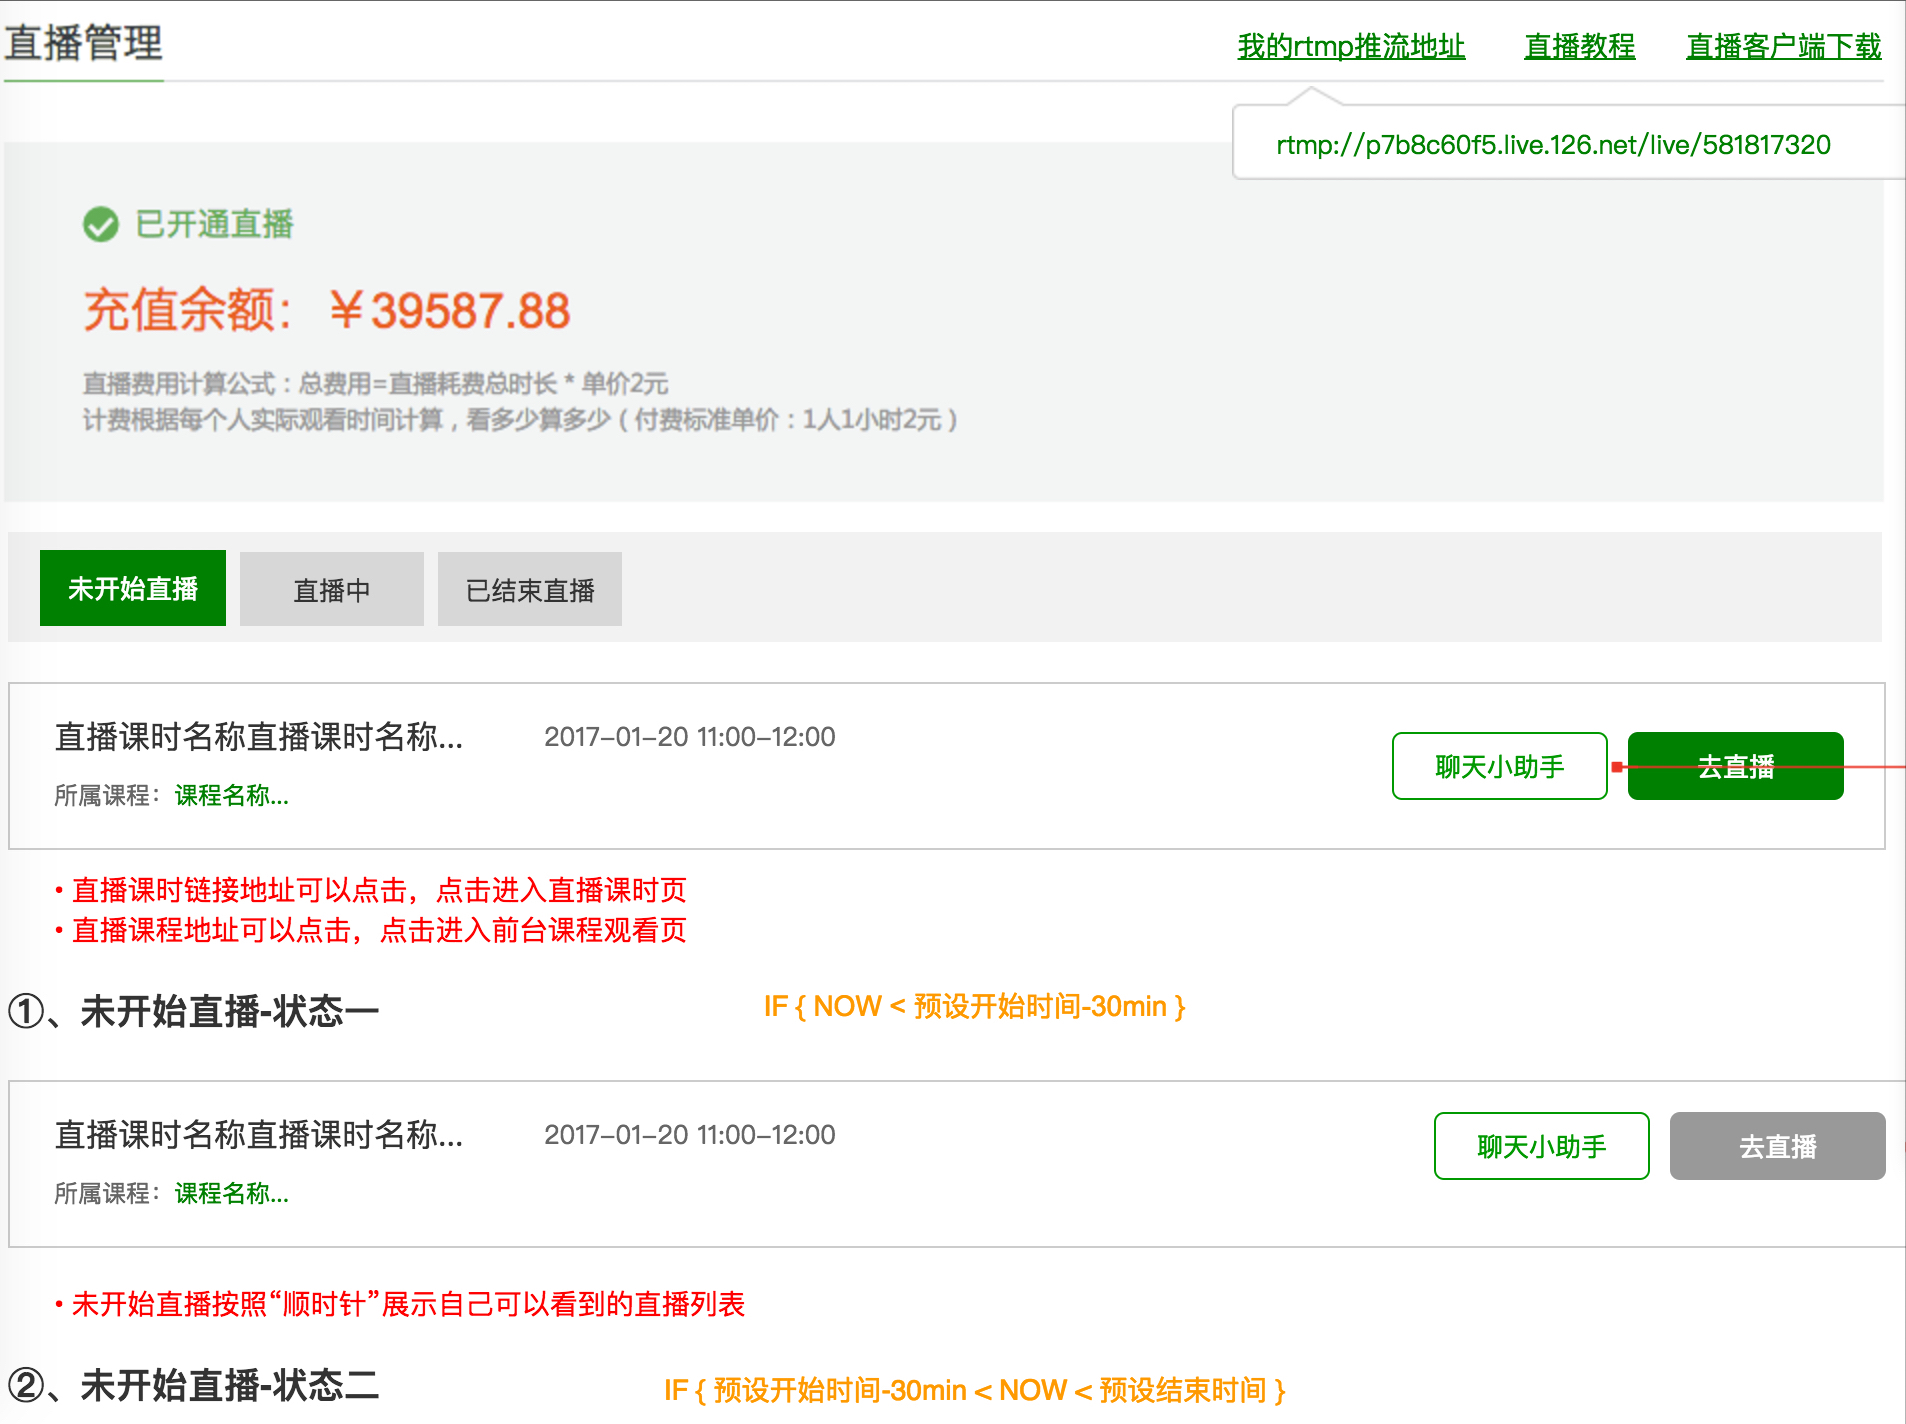 直播管理
我的rtmp推流地址 直播教程 直播客户端下载
rtmp://p7b8c60f5.live.126.net/live/581817320
已开通直播
充值余额：￥39587.88
直播费用计算公式：总费用=直播耗费总时长 * 单价2元
计费根据每个人实际观看时间计算，看多少算多少（付费标准单价：1人1小时2元）
未开始直播 直播中 已结束直播
直播课时名称直播课时名称... 2017-01-20 11:00-12:00
聊天小助手 去直播
所属课程：课程名称...
• 直播课时链接地址可以点击，点击进入直播课时页
• 直播课程地址可以点击，点击进入前台课程观看页
①、未开始直播-状态一 IF { NOW < 预设开始时间-30min }
直播课时名称直播课时名称... 2017-01-20 11:00-12:00
聊天小助手 去直播
所属课程：课程名称...
• 未开始直播按照“顺时针”展示自己可以看到的直播列表
②、未开始直播-状态二 IF { 预设开始时间-30min < NOW < 预设结束时间 }